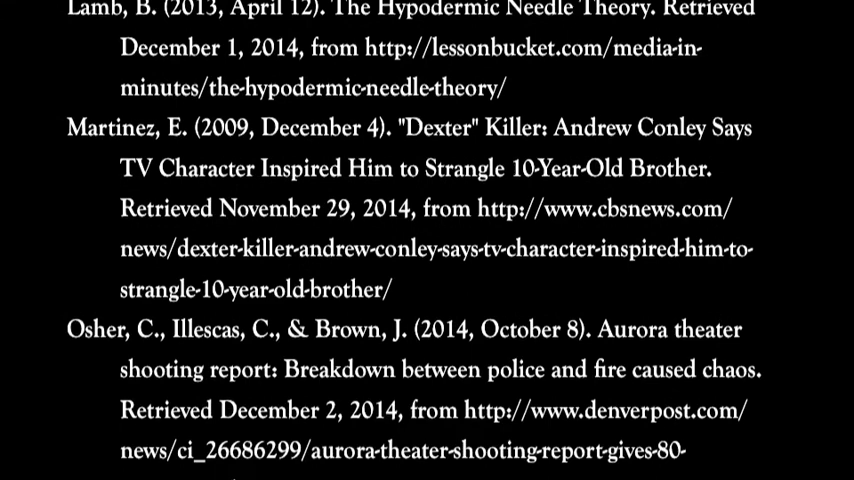 Lamb, B. (2013, April 12). The Hypodermic Needle Theory. Retrieved
December 1, 2014, from http://lessonbucket.com/media-in-
minutes/the-hypodermic-needle-theory/
Martinez, E. (2009, December 4). "Dexter" Killer: Andrew Conley Says
TV Character Inspired Him to Strangle 10-Year-Old Brother.
Retrieved November 29, 2014, from http://www.cbsnews.com/
news/dexter-killer-andrew-conley-says-tv-character-inspired-him-to-
strangle-10-year-old-brother/
Osher, C., Illescas, C., & Brown, J. (2014, October 8). Aurora theater
shooting report: Breakdown between police and fire caused chaos.
Retrieved December 2, 2014, from http://www.denverpost.com/
news/ci_26686299/aurora-theater-shooting-report-gives-80-